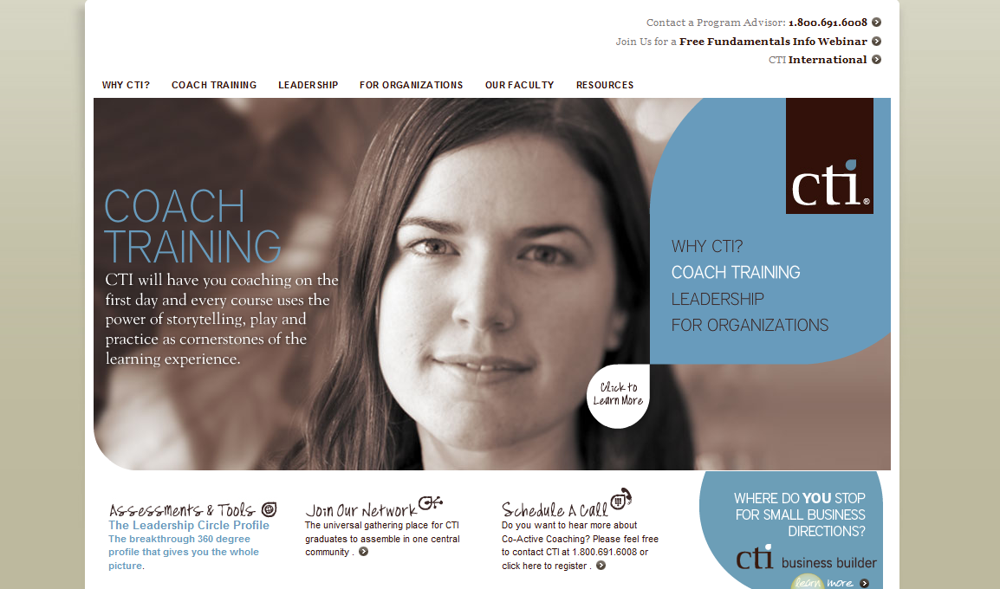 Contact a Program Advisor: 1.800.691.6008
Join Us for a Free Fundamentals Info Webinar
CTI International
WHY CTI? COACH TRAINING LEADERSHIP FOR ORGANIZATIONS OUR FACULTY RESOURCES
COACH
TRAINING
CTI will have you coaching on the
first day and every course uses the
power of storytelling, play and
practice as cornerstones of the
learning experience.
cti®
WHY CTI?
COACH TRAINING
LEADERSHIP
FOR ORGANIZATIONS
Click to
Learn More
Assessments & Tools
The Leadership Circle Profile
The breakthrough 360 degree
profile that gives you the whole
picture.
Join Our Network
The universal gathering place for CTI
graduates to assemble in one central
community .
Schedule A Call
Do you want to hear more about
Co-Active Coaching? Please feel free
to contact CTI at 1.800.691.6008 or
click here to register .
WHERE DO YOU STOP
FOR SMALL BUSINESS
DIRECTIONS?
cti business builder
learn more